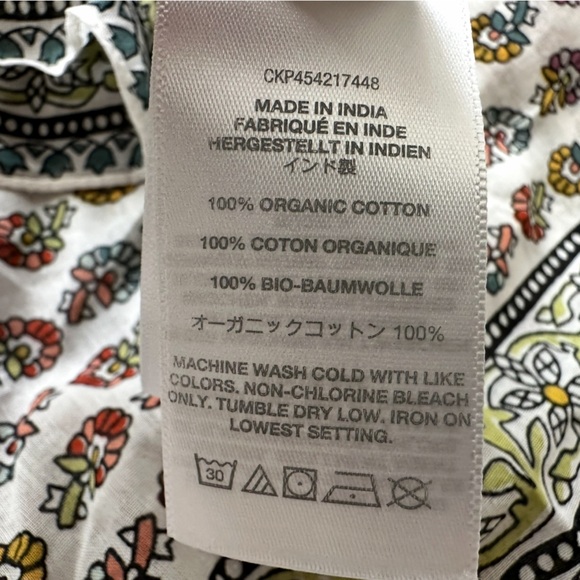 CKP454217448
MADE IN INDIA
FABRIQUÉ EN INDE
HERGESTELLT IN INDIEN
インド製
100% ORGANIC COTTON
100% COTON ORGANIQUE
100% BIO-BAUMWOLLE
オーガニックコットン 100%
MACHINE WASH COLD WITH LIKE
COLORS. NON-CHLORINE BLEACH
ONLY. TUMBLE DRY LOW. IRON ON
LOWEST SETTING.
30